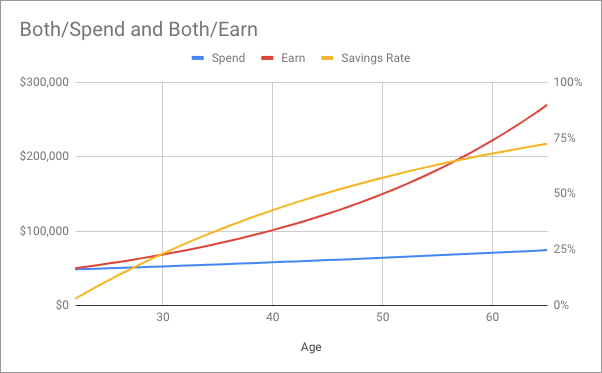 Both/Spend and Both/Earn
Spend Earn Savings Rate
$300,000 100%
75%
$200,000
50%
$100,000
25%
$0 0%
30 40 50 60
Age